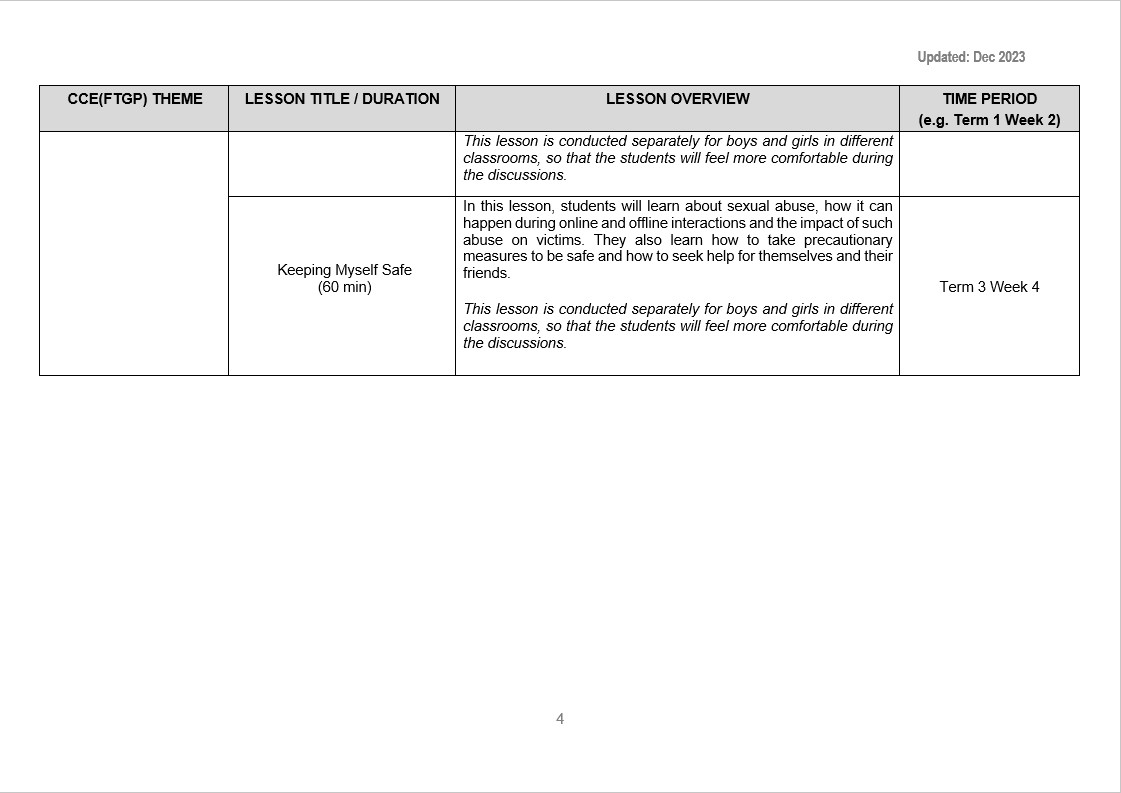 Updated: Dec 2023
CCE(FTGP) THEME
LESSON TITLE / DURATION
LESSON OVERVIEW
TIME PERIOD
(e.g. Term 1 Week 2)
This lesson is conducted separately for boys and girls in different
classrooms, so that the students will feel more comfortable during
the discussions.
Keeping Myself Safe
(60 min)
In this lesson, students will learn about sexual abuse, how it can
happen during online and offline interactions and the impact of such
abuse on victims. They also learn how to take precautionary
measures to be safe and how to seek help for themselves and their
friends.
This lesson is conducted separately for boys and girls in different
classrooms, so that the students will feel more comfortable during
the discussions.
Term 3 Week 4
4